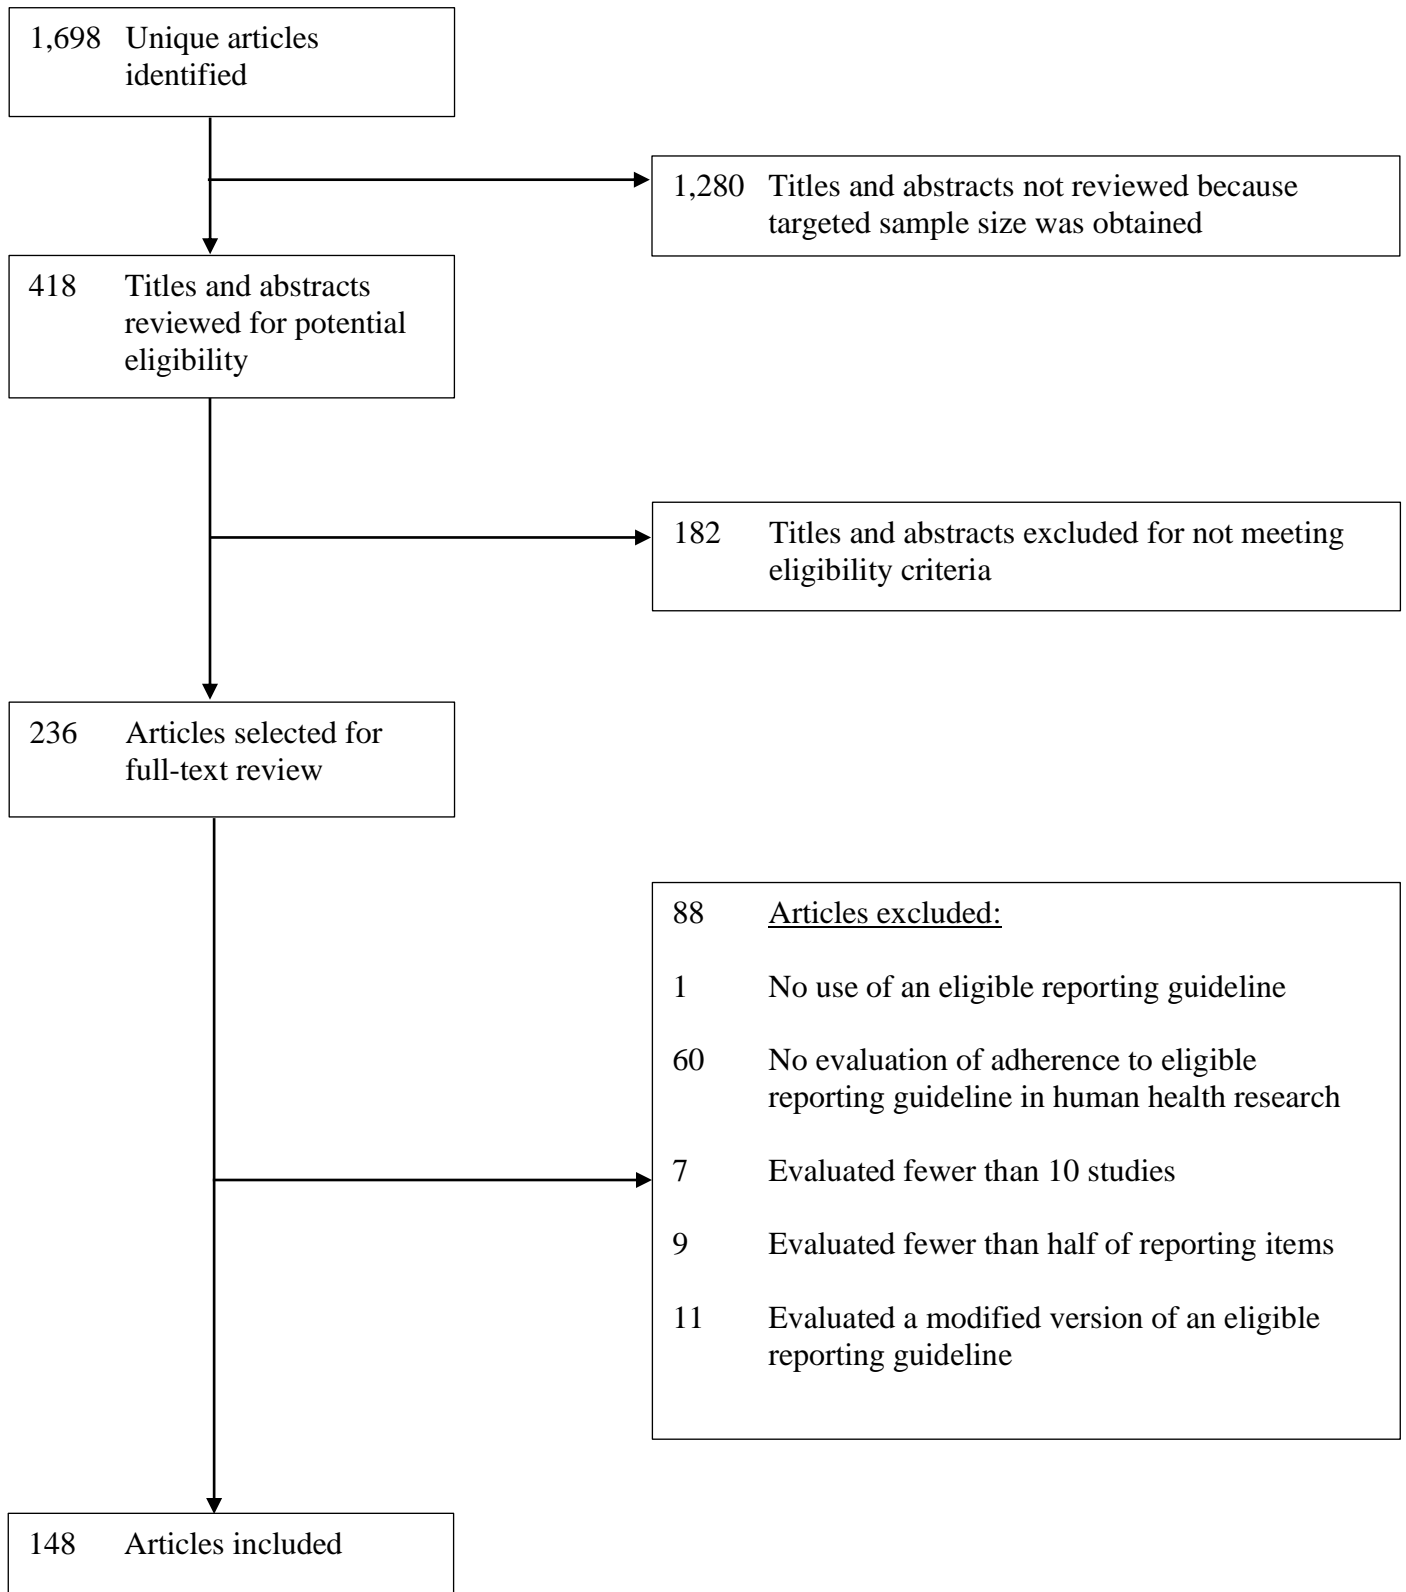 1,698 Unique articles
identified
1,280 Titles and abstracts not reviewed because
targeted sample size was obtained
418 Titles and abstracts
reviewed for potential
eligibility
182 Titles and abstracts excluded for not meeting
eligibility criteria
236 Articles selected for
full-text review
88 Articles excluded:
1 No use of an eligible reporting guideline
60 No evaluation of adherence to eligible
reporting guideline in human health research
7 Evaluated fewer than 10 studies
9 Evaluated fewer than half of reporting items
11 Evaluated a modified version of an eligible
reporting guideline
148 Articles included